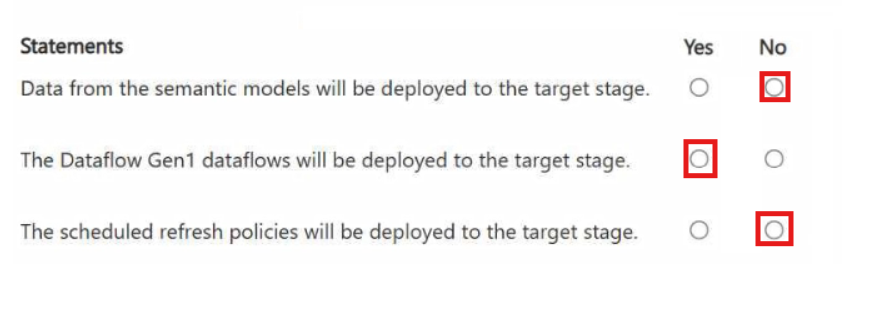 Statements Yes No
Data from the semantic models will be deployed to the target stage.
The Dataflow Gen1 dataflows will be deployed to the target stage.
The scheduled refresh policies will be deployed to the target stage.